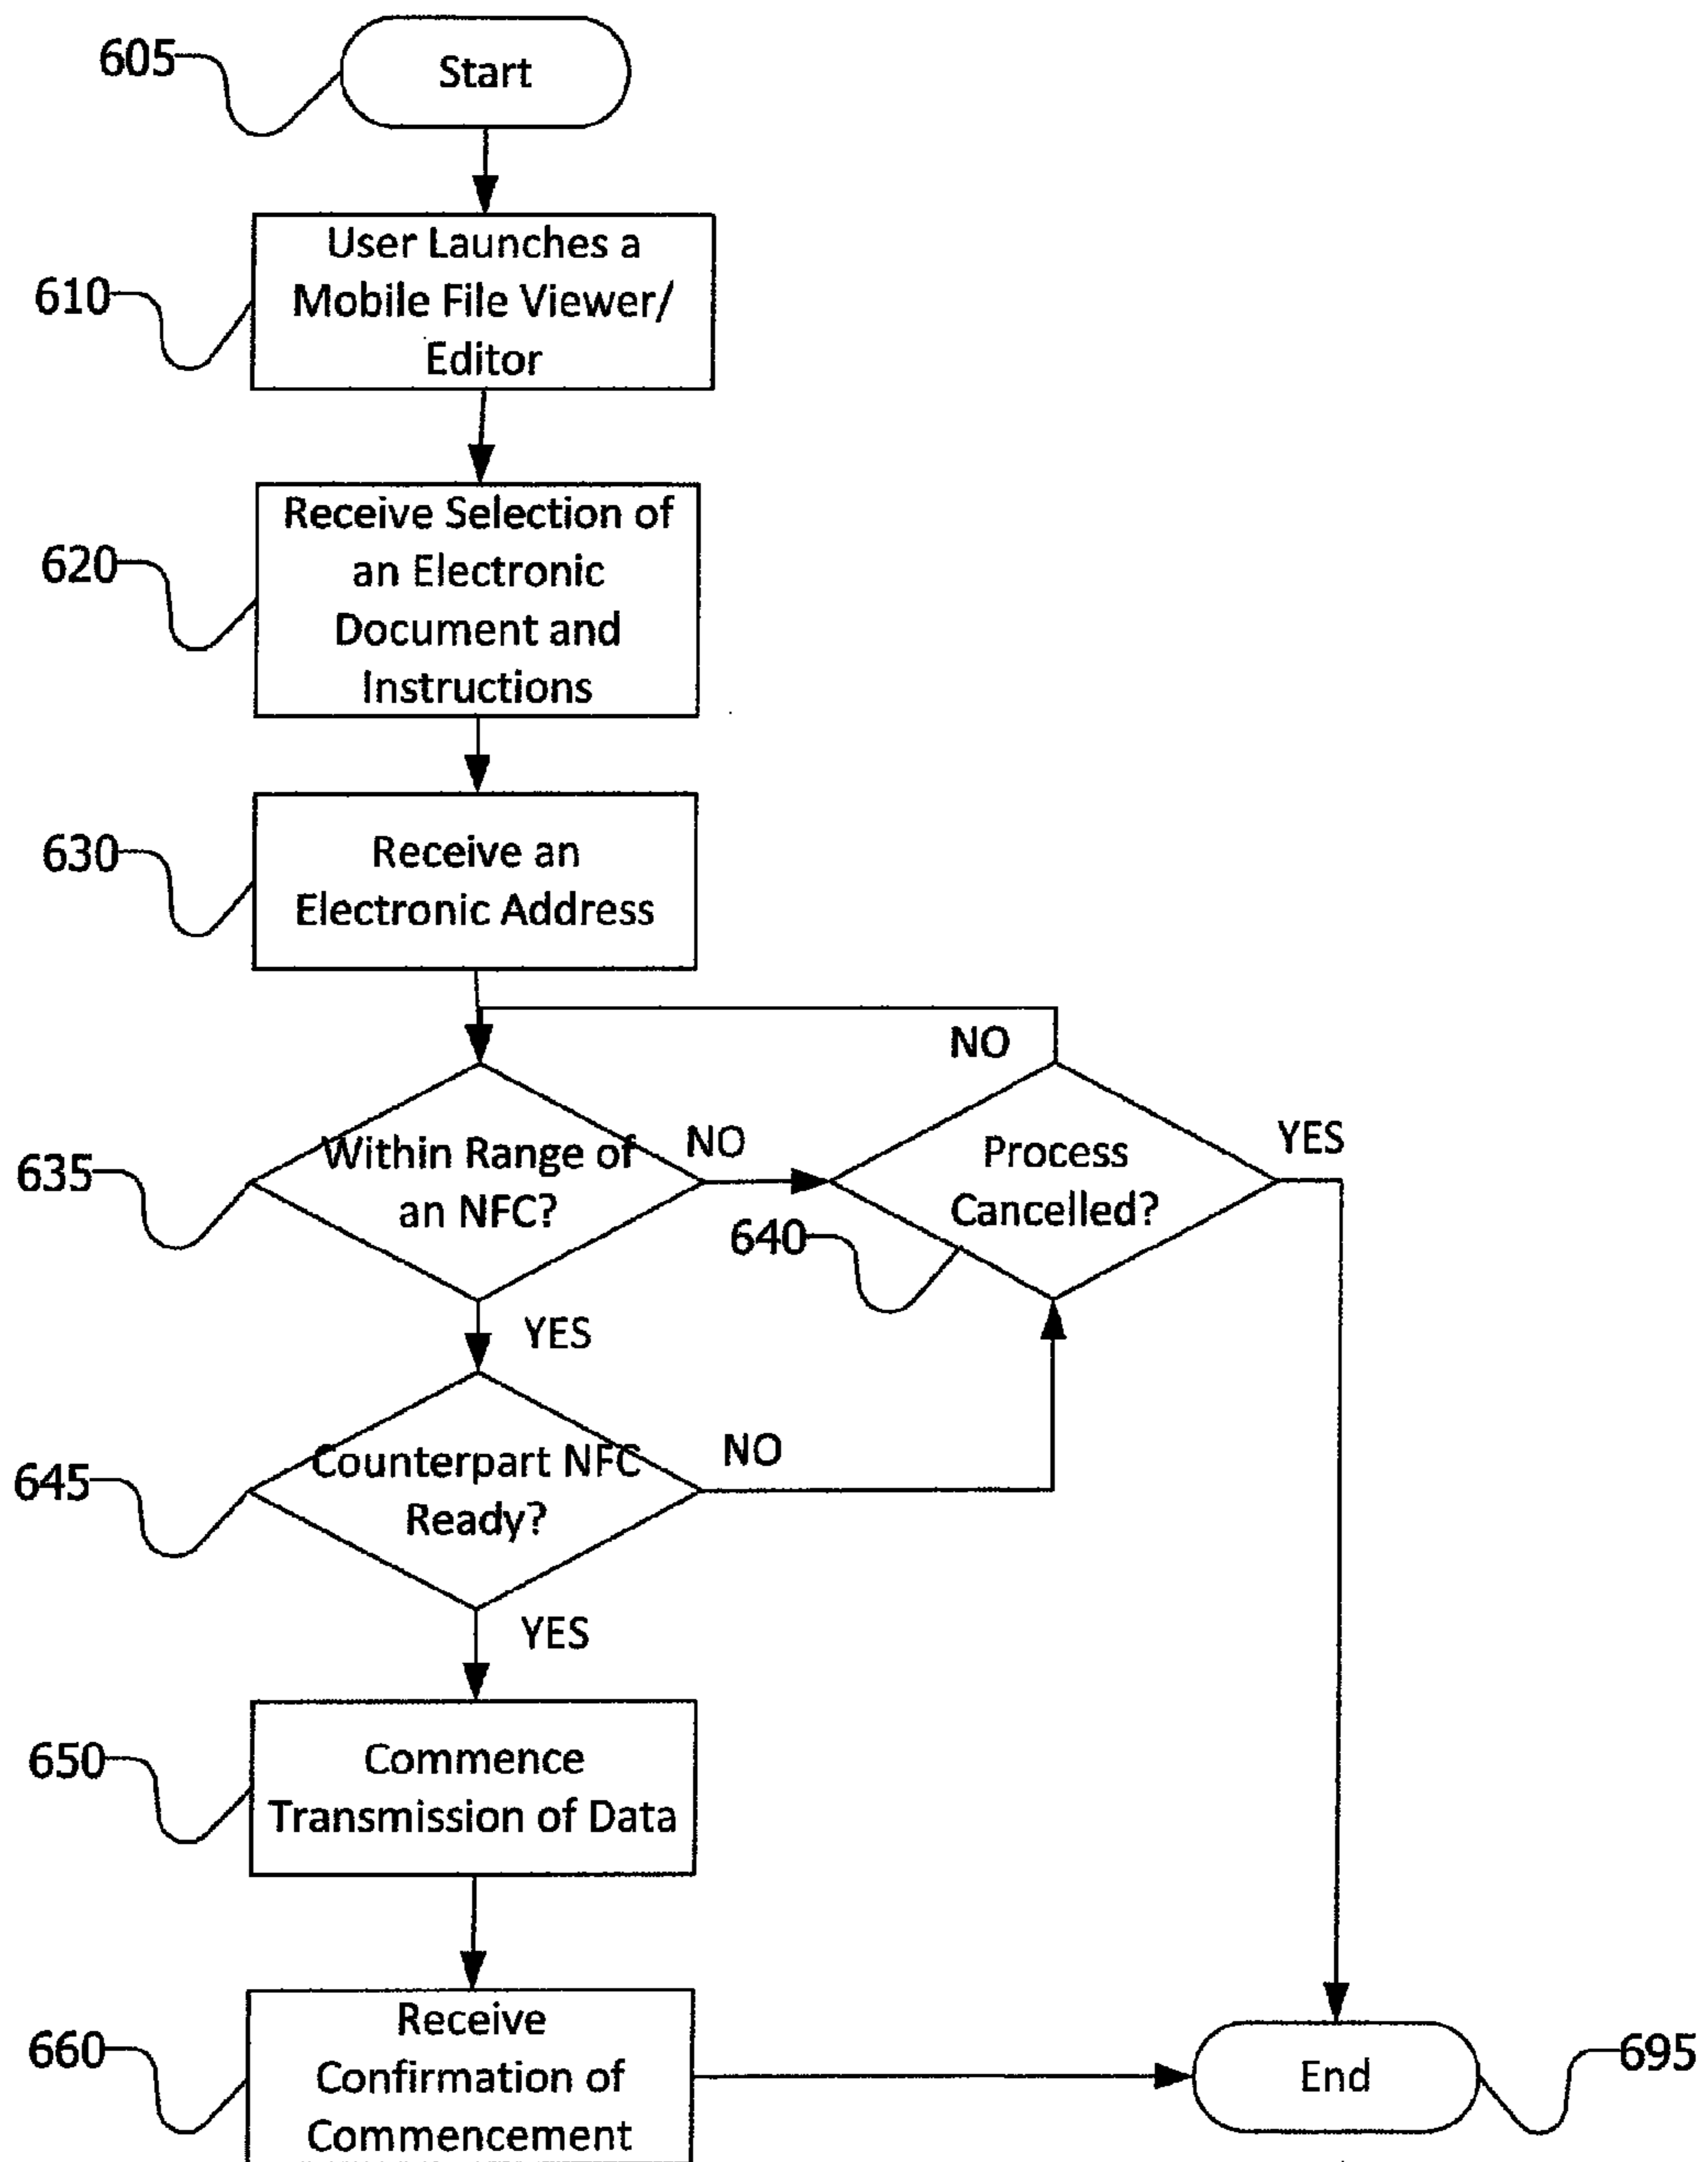 605
Start
610
User Launches a
Mobile File Viewer/
Editor
620
Receive Selection of
an Electronic
Document and
Instructions
630
Receive an
Electronic Address
NO
635
Within Range of
an NFC?
NO
Process
Cancelled?
YES
640
YES
645
Counterpart NFC
Ready?
NO
YES
650
Commence
Transmission of Data
660
Receive
Confirmation of
Commencement
End
695